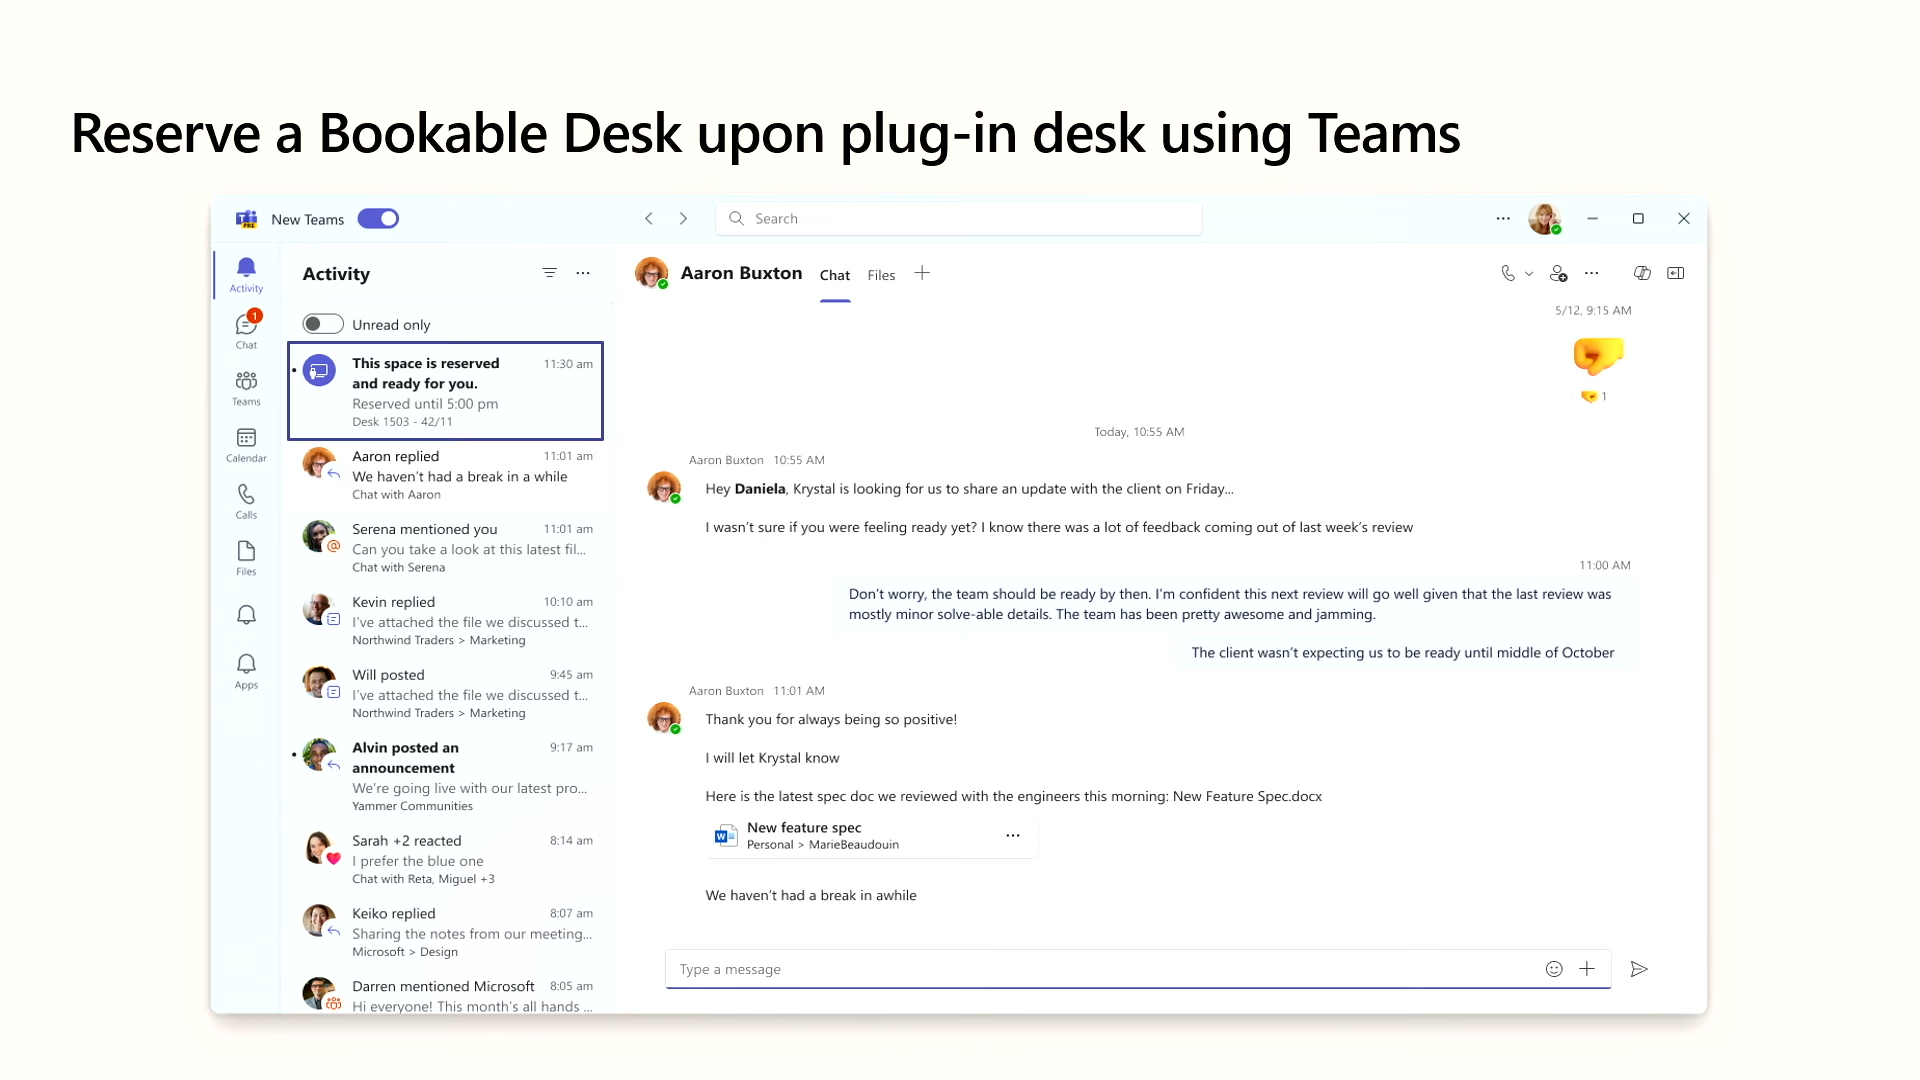 Reserve a Bookable Desk upon plug-in desk using Teams
New Teams
Search
Activity
Chat
1
Teams
Calendar
Calls
Files
Apps
Activity
Unread only
This space is reserved 11:30 am
and ready for you.
Reserved until 5:00 pm
Desk 1503 - 42/11
Aaron replied 11:01 am
We haven't had a break in a while
Chat with Aaron
Serena mentioned you 11:01 am
Can you take a look at this latest fil...
Chat with Serena
Kevin replied 10:10 am
I've attached the file we discussed t...
Northwind Traders > Marketing
Will posted 9:45 am
I've attached the file we discussed t...
Northwind Traders > Marketing
Alvin posted an 9:17 am
announcement
We're going live with our latest pro...
Yammer Communities
Sarah +2 reacted 8:14 am
I prefer the blue one
Chat with Reta, Miguel +3
Keiko replied 8:07 am
Sharing the notes from our meeting...
Microsoft > Design
Darren mentioned Microsoft 8:05 am
Hi everyone! This month's all hands ...
Aaron Buxton Chat Files
5/12, 9:15 AM
1
Today, 10:55 AM
Aaron Buxton 10:55 AM
Hey Daniela, Krystal is looking for us to share an update with the client on Friday...
I wasn't sure if you were feeling ready yet? I know there was a lot of feedback coming out of last week's review
11:00 AM
Don't worry, the team should be ready by then. I'm confident this next review will go well given that the last review was
mostly minor solve-able details. The team has been pretty awesome and jamming.
The client wasn't expecting us to be ready until middle of October
Aaron Buxton 11:01 AM
Thank you for always being so positive!
I will let Krystal know
Here is the latest spec doc we reviewed with the engineers this morning: New Feature Spec.docx
New feature spec
Personal > MarieBeaudouin
We haven't had a break in awhile
Type a message